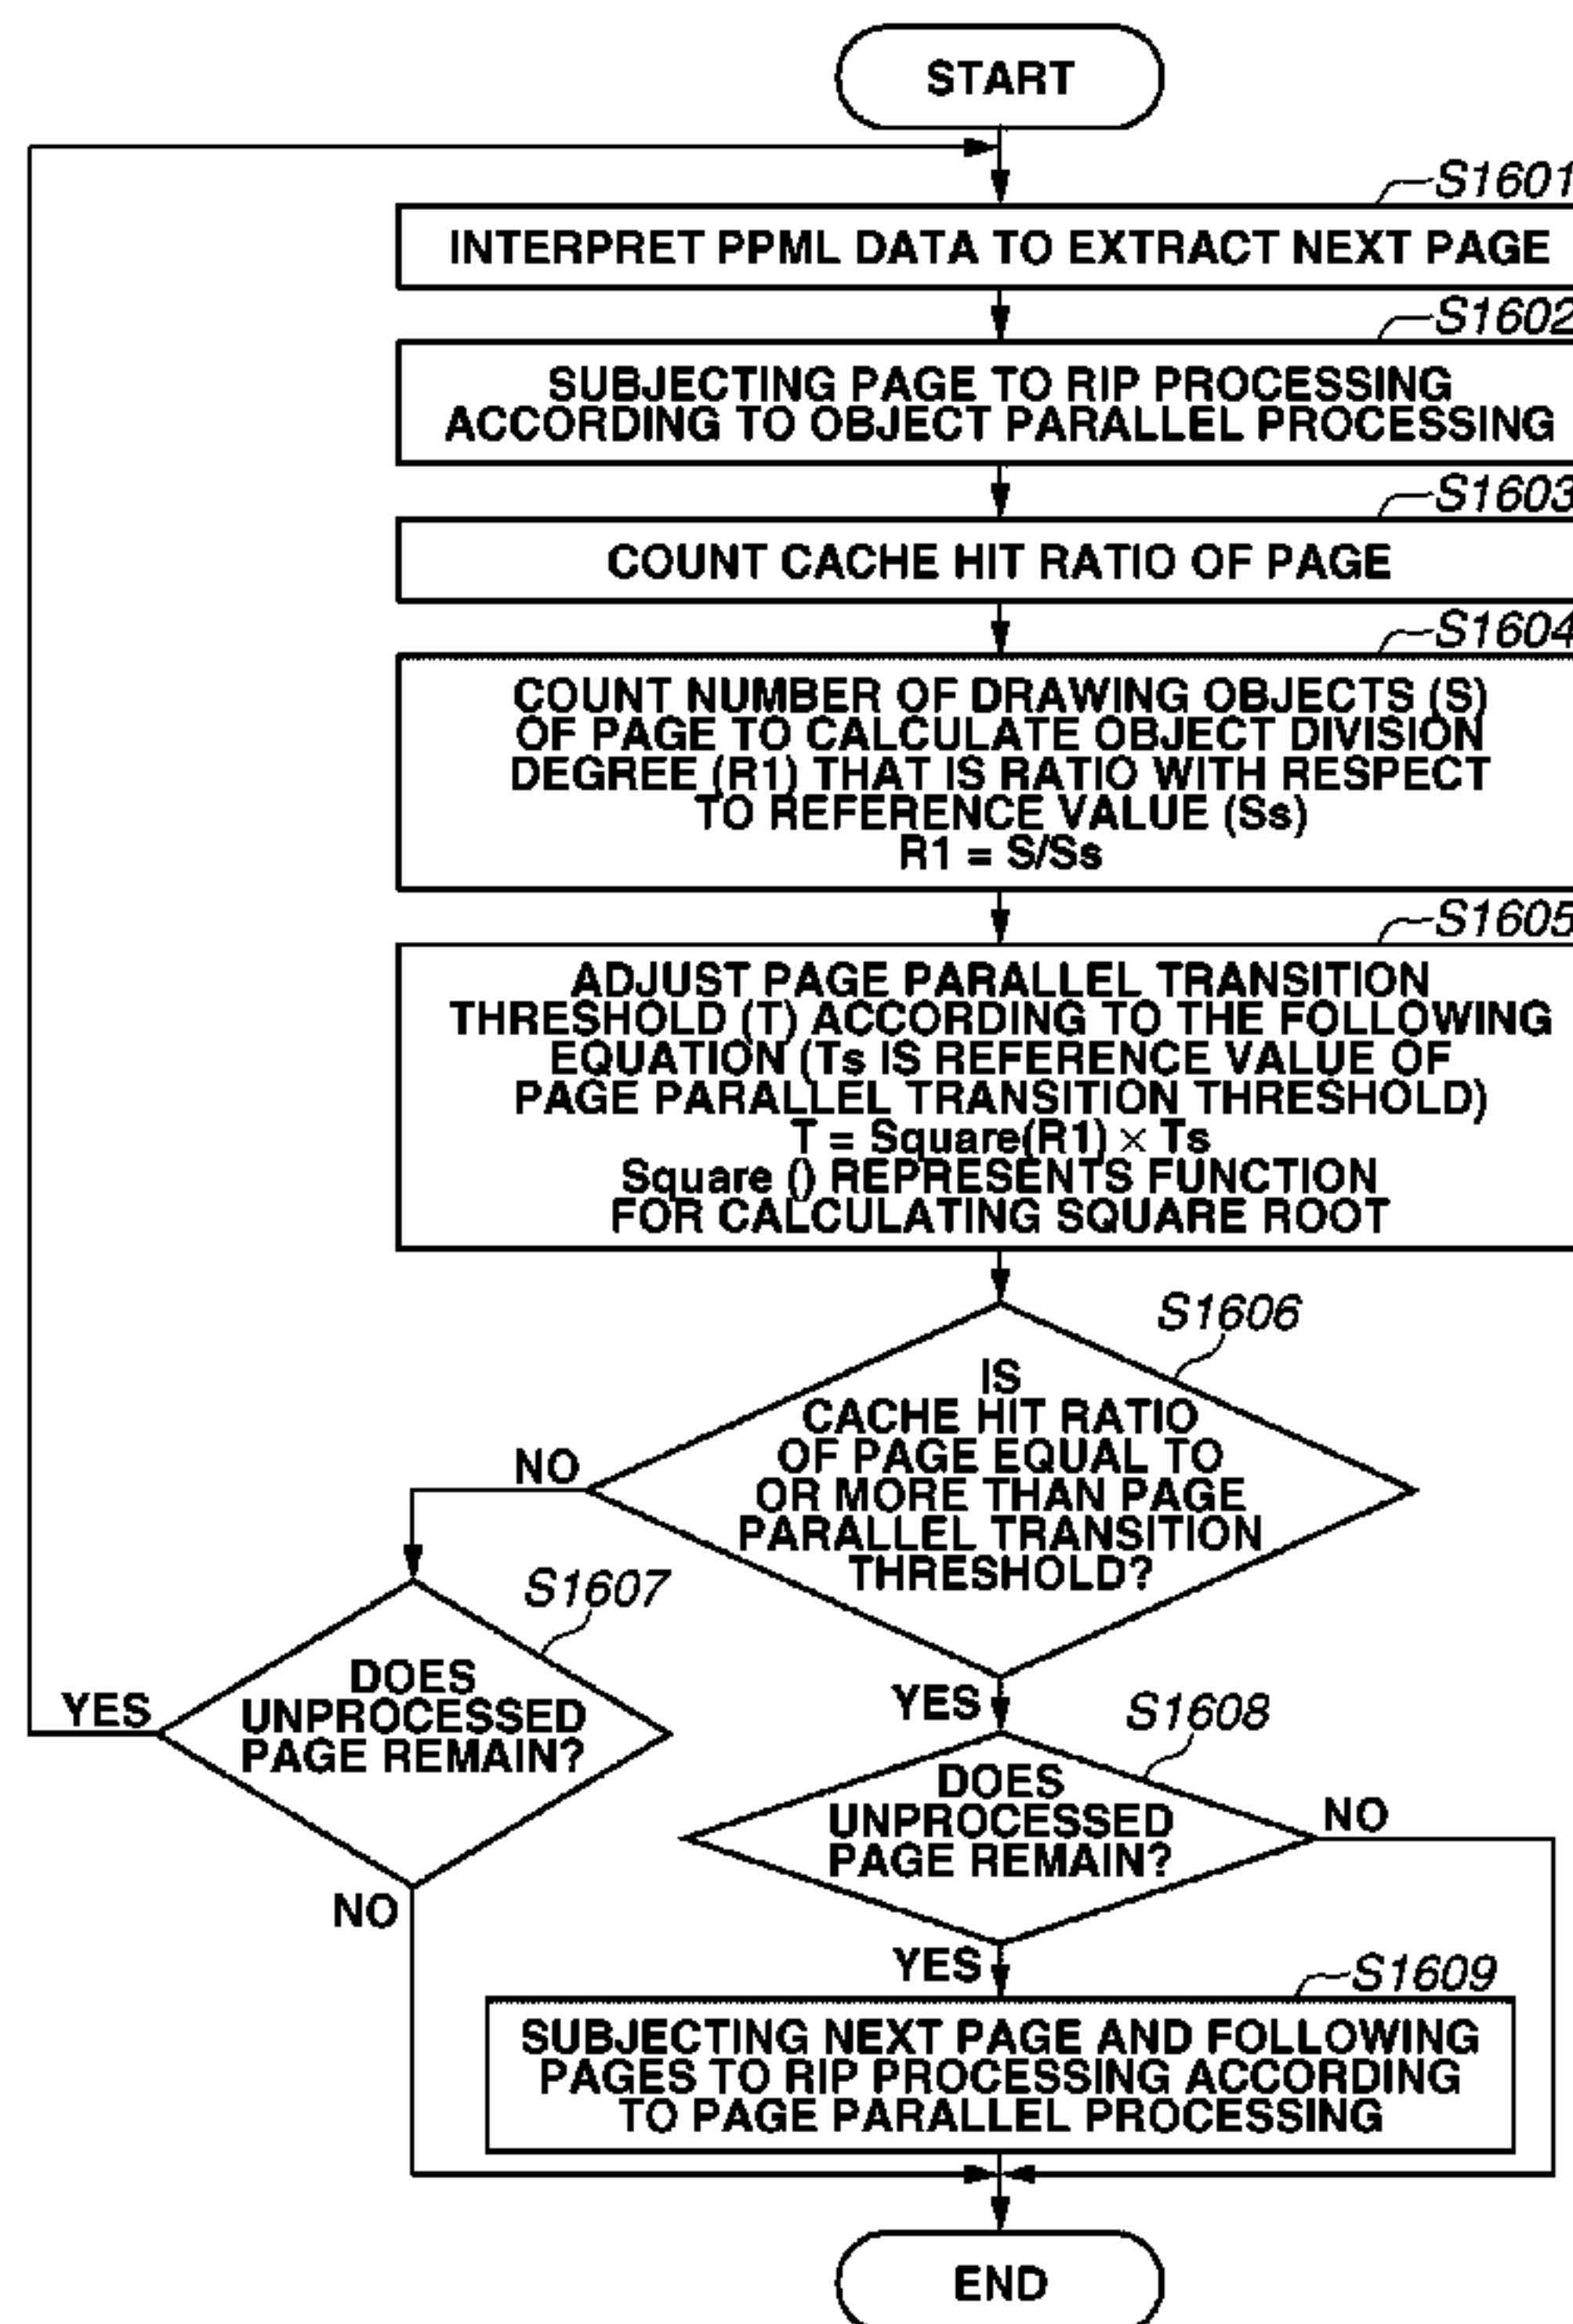 START
S1601
INTERPRET PPML DATA TO EXTRACT NEXT PAGE
S1602
SUBJECTING PAGE TO RIP PROCESSING
ACCORDING TO OBJECT PARALLEL PROCESSING
S1603
COUNT CACHE HIT RATIO OF PAGE
S1604
COUNT NUMBER OF DRAWING OBJECTS (S)
OF PAGE TO CALCULATE OBJECT DIVISION
DEGREE (R1) THAT IS RATIO WITH RESPECT
TO REFERENCE VALUE (Ss)
R1 = S/Ss
S1605
ADJUST PAGE PARALLEL TRANSITION
THRESHOLD (T) ACCORDING TO THE FOLLOWING
EQUATION (Ts IS REFERENCE VALUE OF
PAGE PARALLEL TRANSITION THRESHOLD)
T = Square(R1) × Ts
Square () REPRESENTS FUNCTION
FOR CALCULATING SQUARE ROOT
S1606
IS
CACHE HIT RATIO
OF PAGE EQUAL TO
OR MORE THAN PAGE
PARALLEL TRANSITION
THRESHOLD?
NO
S1607
DOES
UNPROCESSED
PAGE REMAIN?
YES
NO
YES
S1608
DOES
UNPROCESSED
PAGE REMAIN?
NO
YES
S1609
SUBJECTING NEXT PAGE AND FOLLOWING
PAGES TO RIP PROCESSING ACCORDING
TO PAGE PARALLEL PROCESSING
END